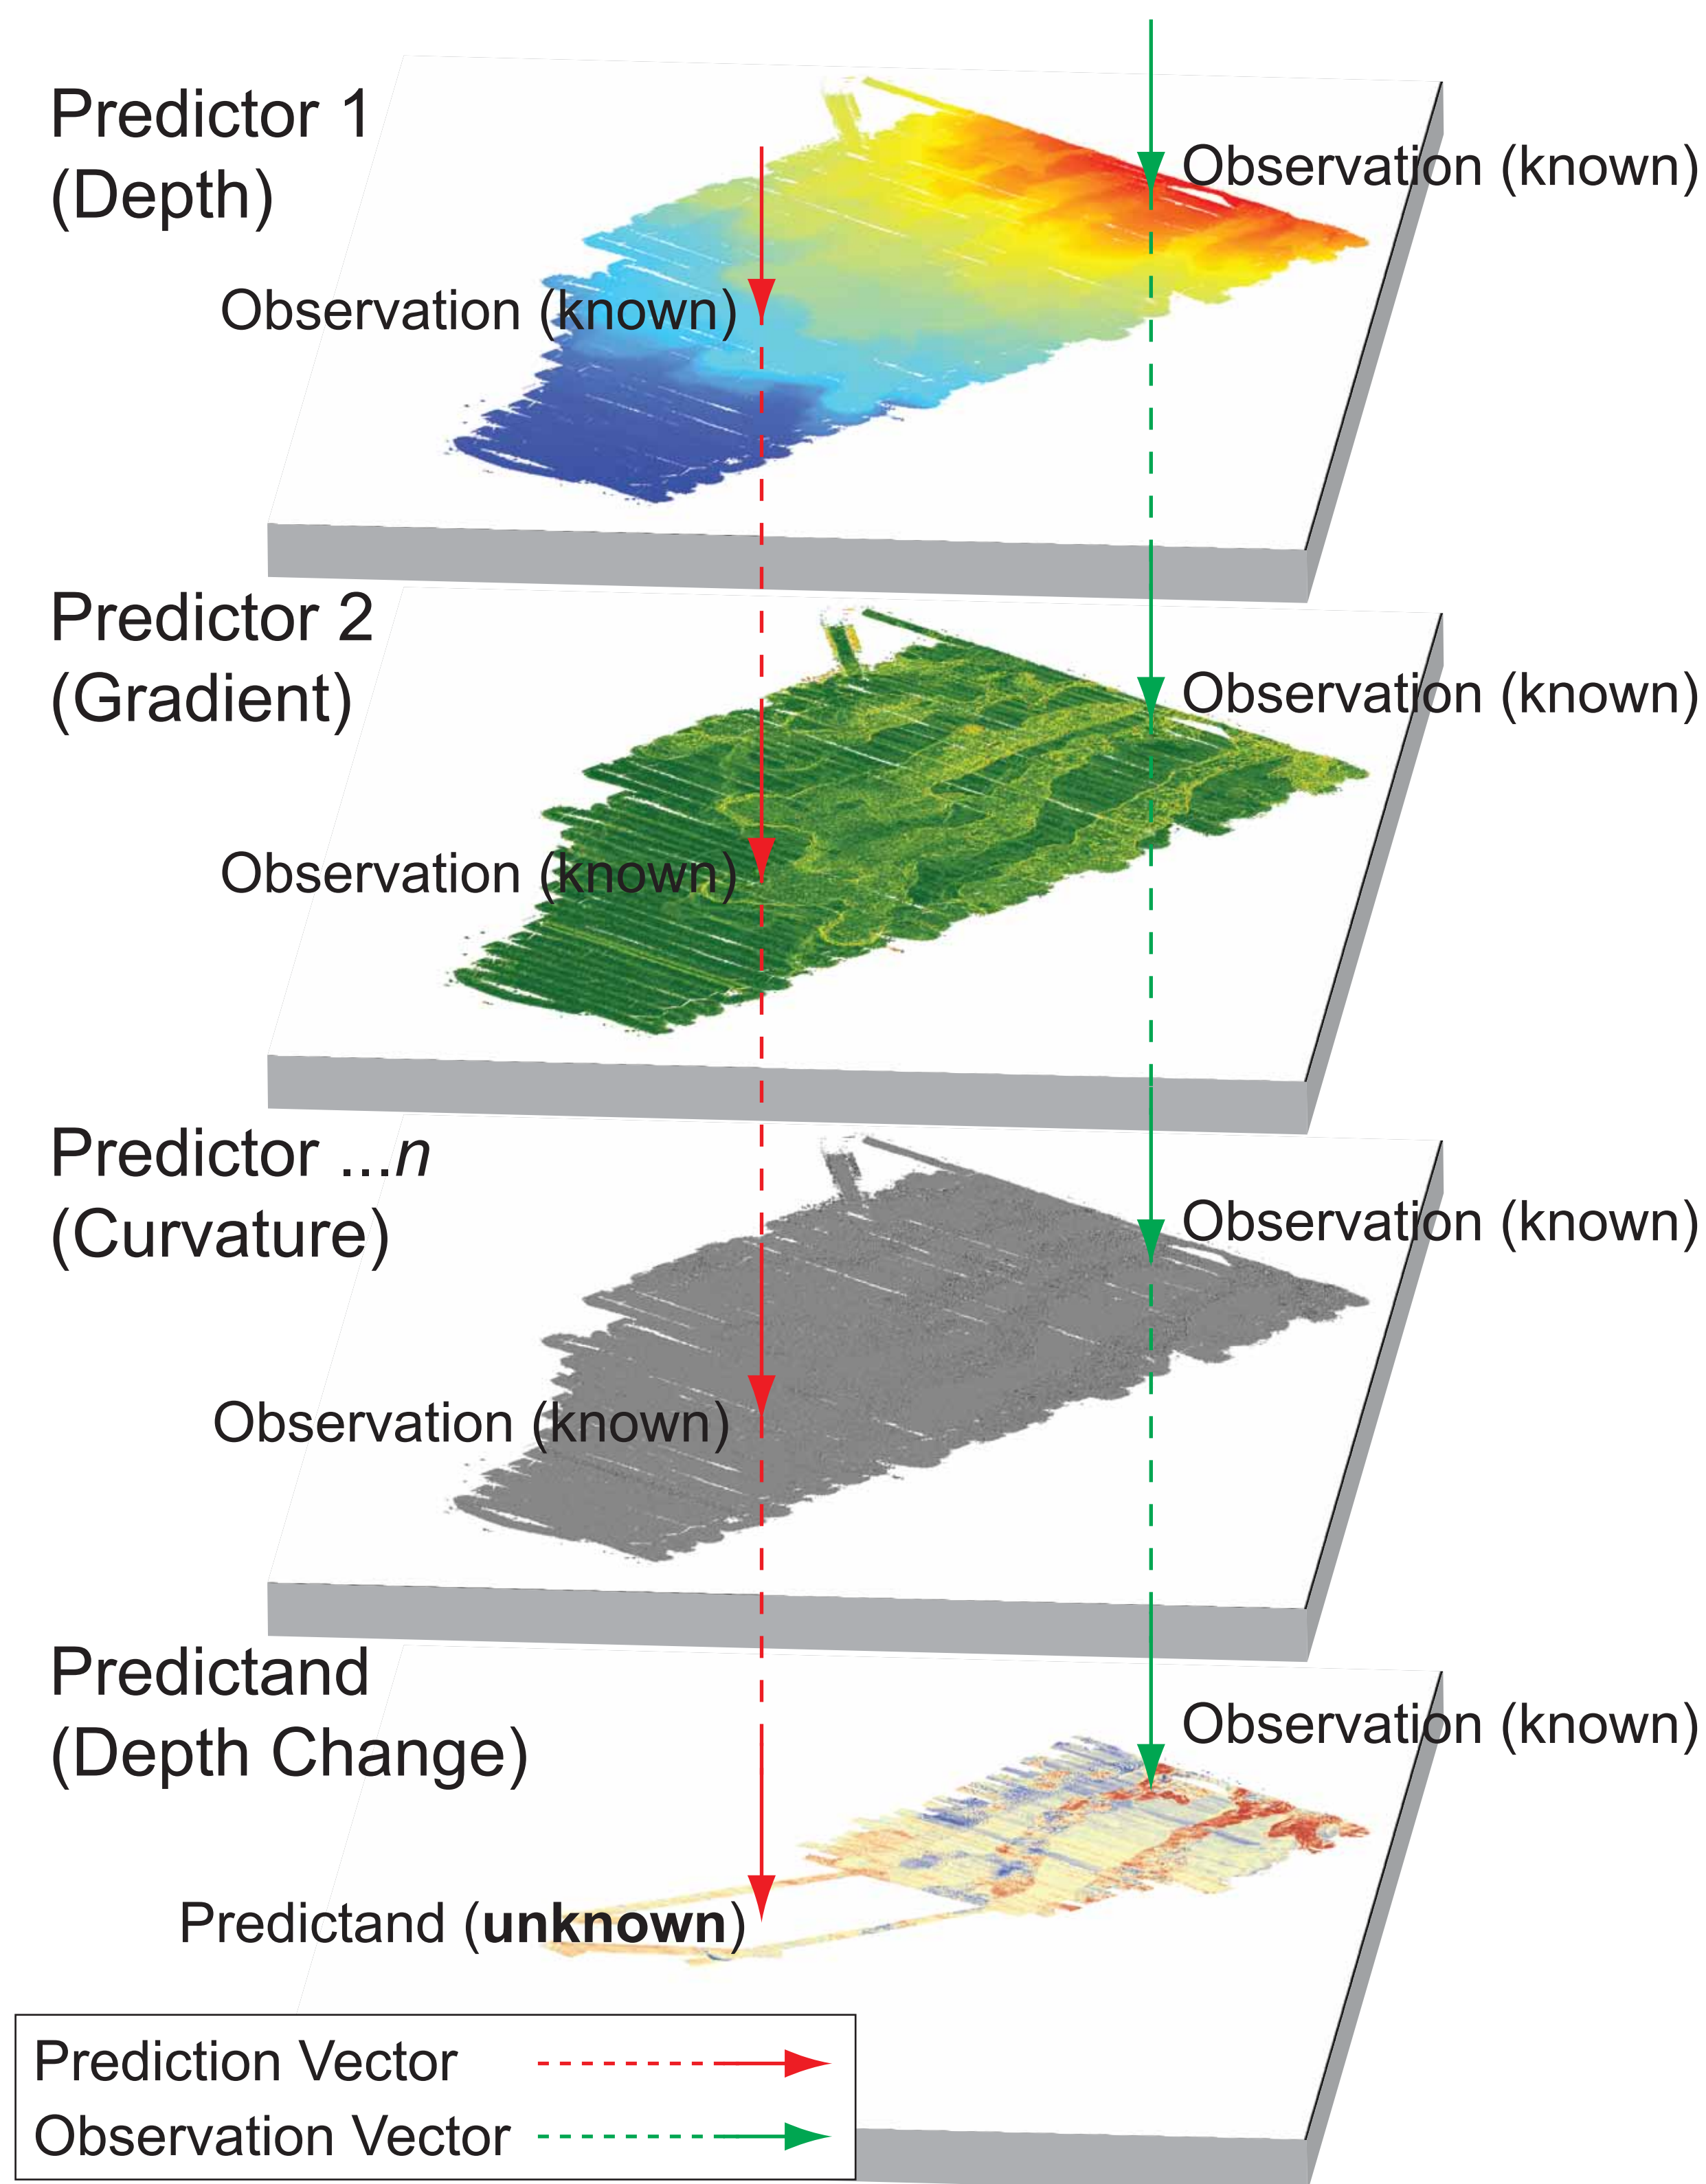 Predictor 1
(Depth)
Observation (known)
Observation (known)
Predictor 2
(Gradient)
Observation (known)
Observation (known)
Predictor ...n
(Curvature)
Observation (known)
Observation (known)
Predictand
(Depth Change)
Observation (known)
Predictand (unknown)
Prediction Vector
Observation Vector